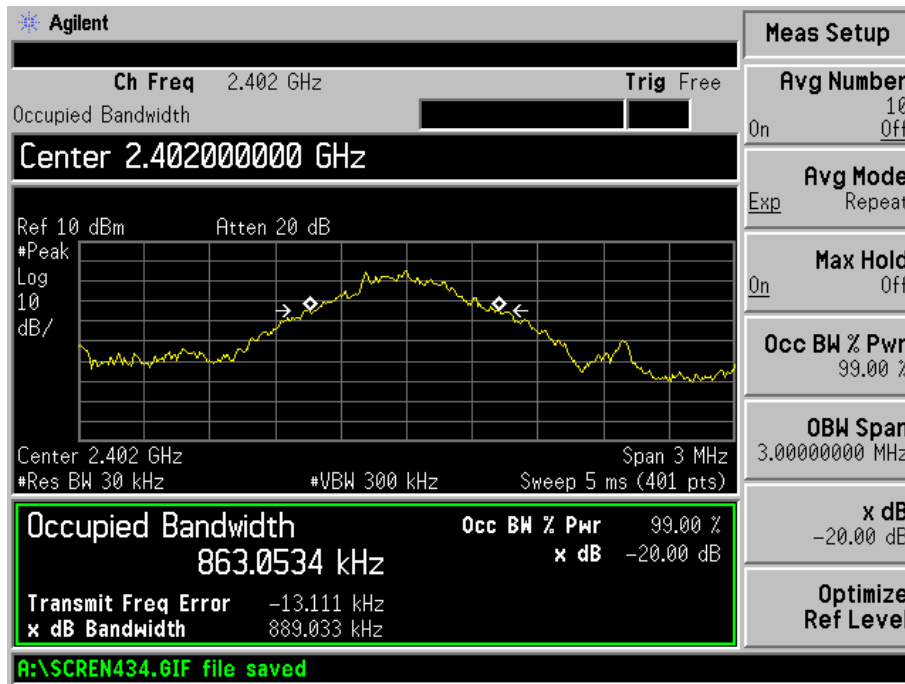 Agilent
Ch Freq 2.402 GHz Trig Free
Occupied Bandwidth
Center 2.402000000 GHz
Ref 10 dBm Atten 20 dB
#Peak
Log
10
dB/
Center 2.402 GHz Span 3 MHz
#Res BW 30 kHz #VBW 300 kHz Sweep 5 ms (401 pts)
Occupied Bandwidth Occ BW % Pwr 99.00 %
863.0534 kHz x dB -20.00 dB
Transmit Freq Error -13.111 kHz
x dB Bandwidth 889.033 kHz
A:\SCREN434.GIF file saved
Meas Setup
Avg Number
10
On Off
Avg Mode
Exp Repeat
Max Hold
On Off
Occ BW % Pwr
99.00 %
OBW Span
3.00000000 MHz
x dB
-20.00 dB
Optimize
Ref Level